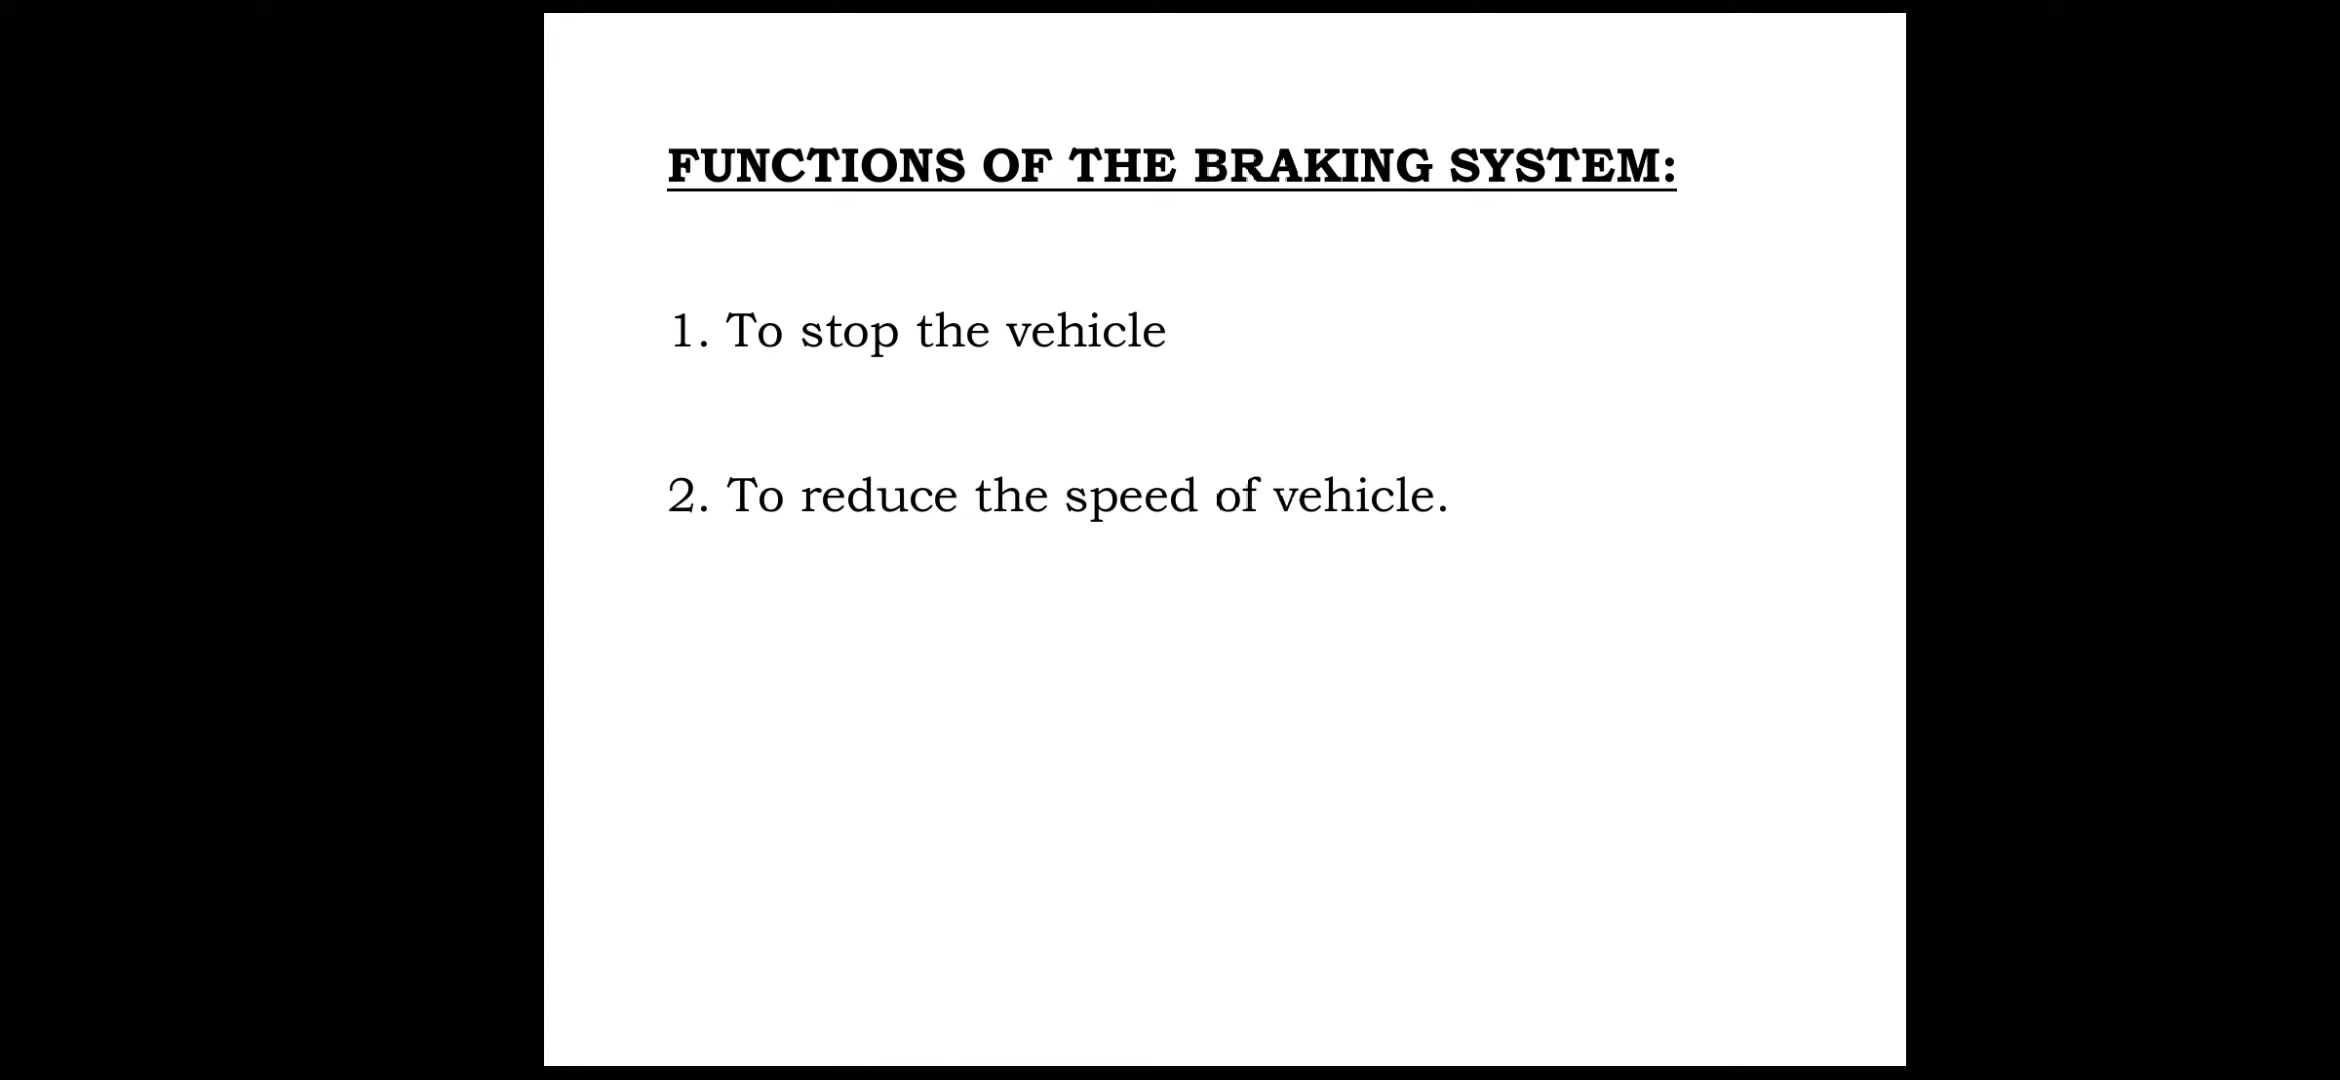 FUNCTIONS OF THE BRAKING SYSTEM:
1. To stop the vehicle
2. To reduce the speed of vehicle.